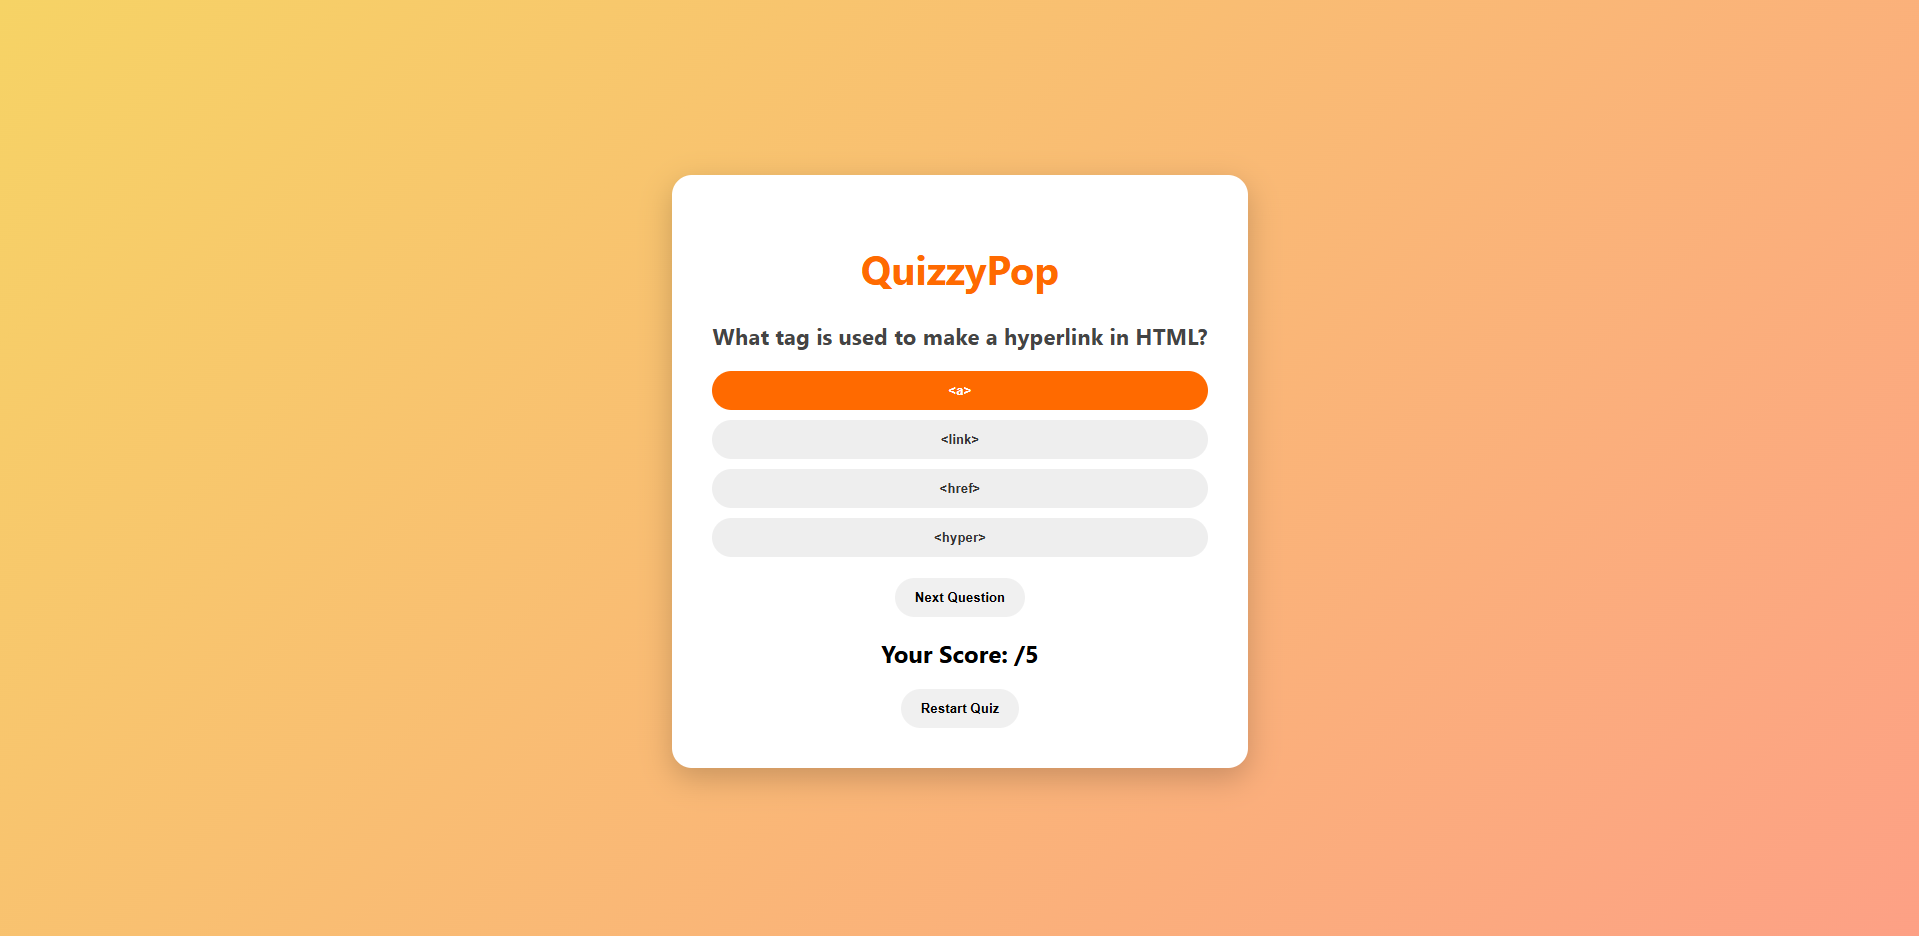 QuizzyPop
What tag is used to make a hyperlink in HTML?
<a>
<link>
<href>
<hyper>
Next Question
Your Score: /5
Restart Quiz